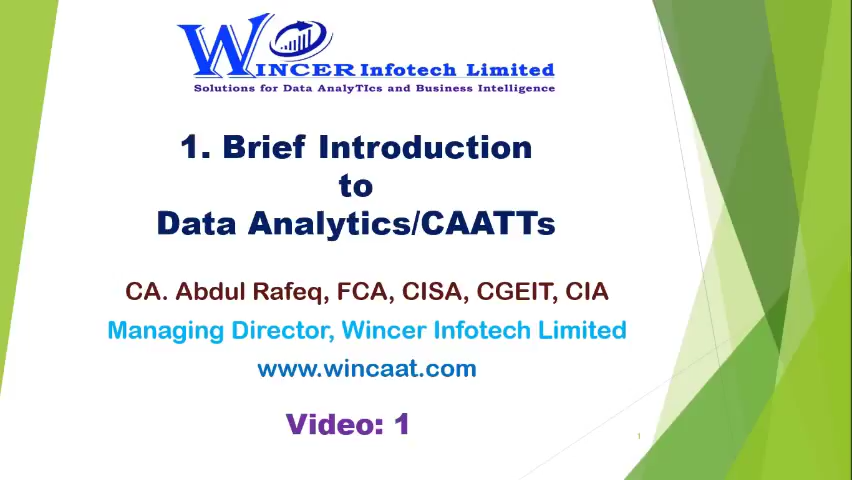 WINCER Infotech Limited
Solutions for Data AnalyTIcs and Business Intelligence
1. Brief Introduction
to
Data Analytics/CAATTs
CA. Abdul Rafeq, FCA, CISA, CGEIT, CIA
Managing Director, Wincer Infotech Limited
www.wincaat.com
Video: 1
1